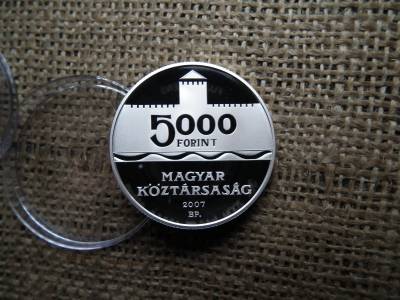 5000
FORINT
MAGYAR
KÖZTÁRSASÁG
2007
BP.